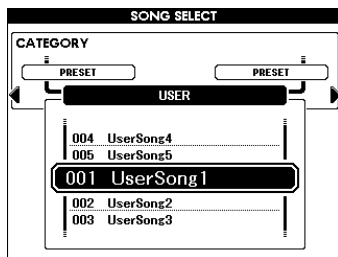 SONG SELECT
CATEGORY
PRESET PRESET
USER
004 UserSong4
005 UserSong5
001 UserSong1
002 UserSong2
003 UserSong3